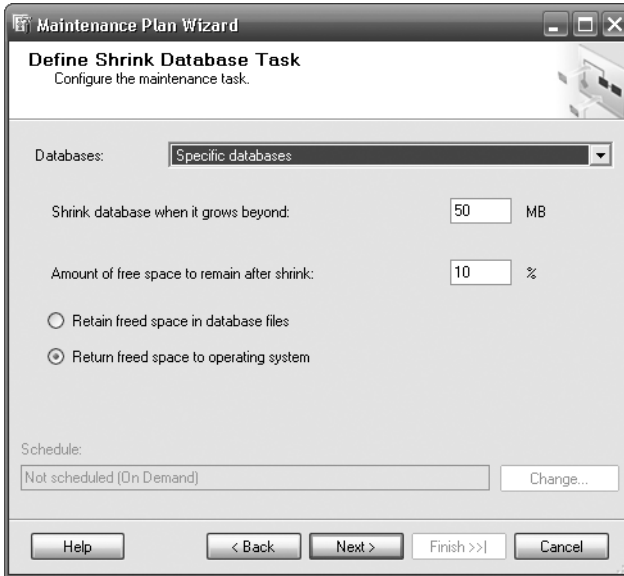 Maintenance Plan Wizard
Define Shrink Database Task
Configure the maintenance task.
Databases: Specific databases
Shrink database when it grows beyond: 50 MB
Amount of free space to remain after shrink: 10 %
Retain freed space in database files
Return freed space to operating system
Schedule:
Not scheduled (On Demand) Change...
Help < Back Next > Finish >>| Cancel